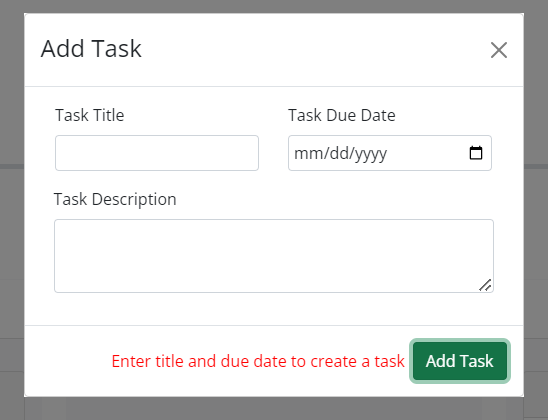 Add Task
Task Title
Task Due Date
mm/dd/yyyy
Task Description
Enter title and due date to create a task
Add Task